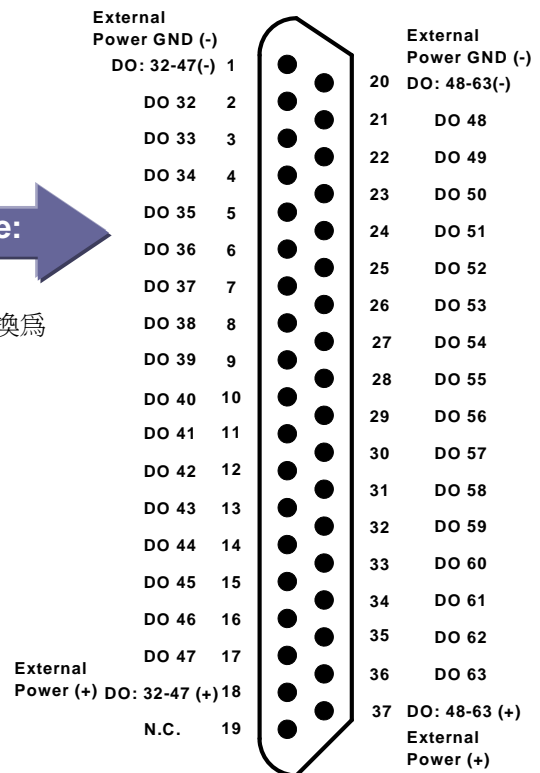 External
Power GND (-)
DO: 32-47(-) 1
DO 32 2
DO 33 3
DO 34 4
DO 35 5
DO 36 6
DO 37 7
DO 38 8
DO 39 9
DO 40 10
DO 41 11
DO 42 12
DO 43 13
DO 44 14
DO 45 15
DO 46 16
DO 47 17
External
Power (+) DO: 32-47 (+) 18
N.C. 19
External
Power GND (-)
20 DO: 48-63(-)
21 DO 48
22 DO 49
23 DO 50
24 DO 51
25 DO 52
26 DO 53
27 DO 54
28 DO 55
29 DO 56
30 DO 57
31 DO 58
32 DO 59
33 DO 60
34 DO 61
35 DO 62
36 DO 63
37 DO: 48-63 (+)
External
Power (+)
e:
換爲